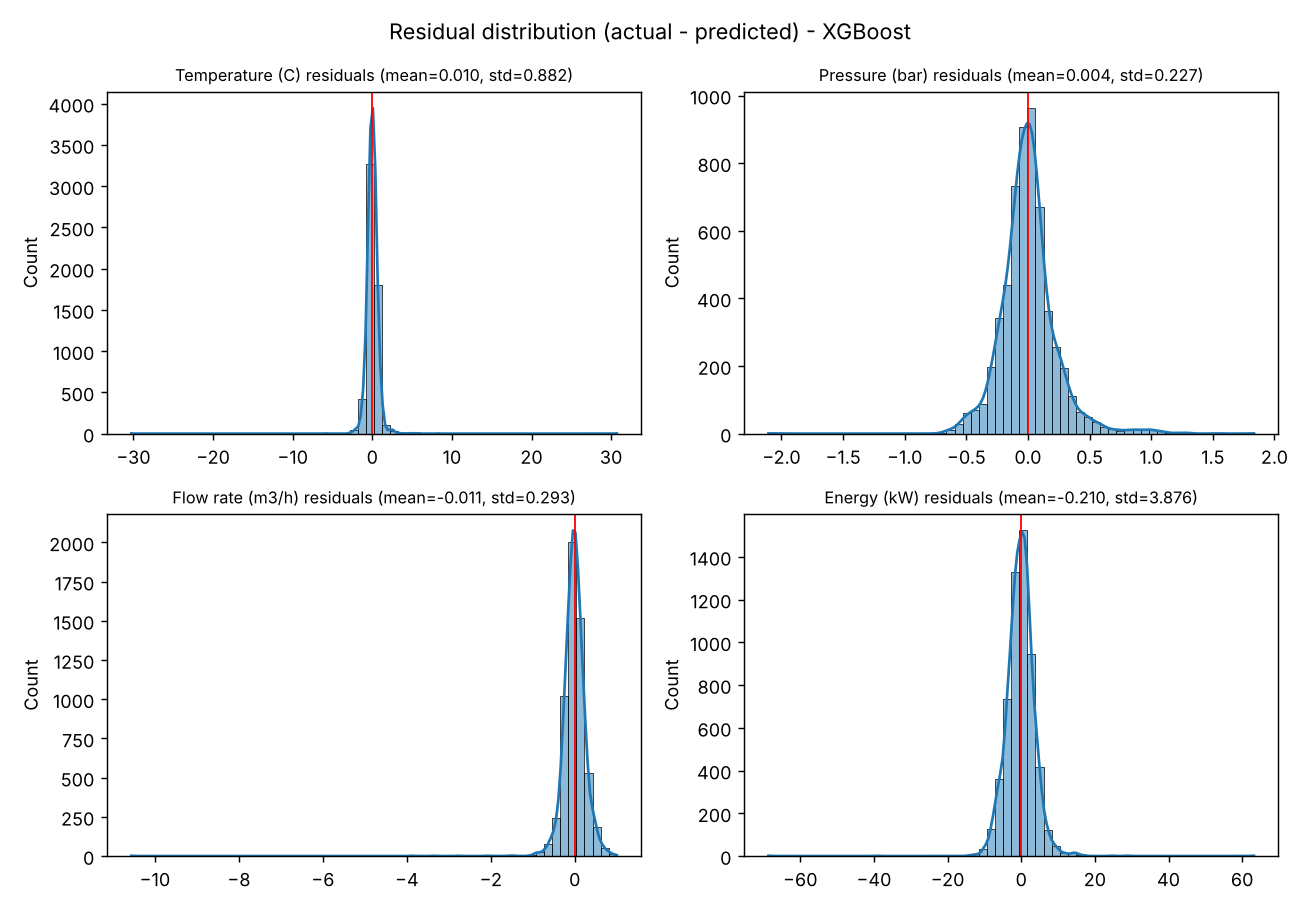 Residual distribution (actual - predicted) - XGBoost
Temperature (C) residuals (mean=0.010, std=0.882)
Count
4000
3500
3000
2500
2000
1500
1000
500
0
−30 −20 −10 0 10 20 30
Pressure (bar) residuals (mean=0.004, std=0.227)
Count
1000
800
600
400
200
0
−2.0 −1.5 −1.0 −0.5 0.0 0.5 1.0 1.5 2.0
Flow rate (m3/h) residuals (mean=-0.011, std=0.293)
Count
2000
1750
1500
1250
1000
750
500
250
0
−10 −8 −6 −4 −2 0
Energy (kW) residuals (mean=-0.210, std=3.876)
Count
1400
1200
1000
800
600
400
200
0
−60 −40 −20 0 20 40 60